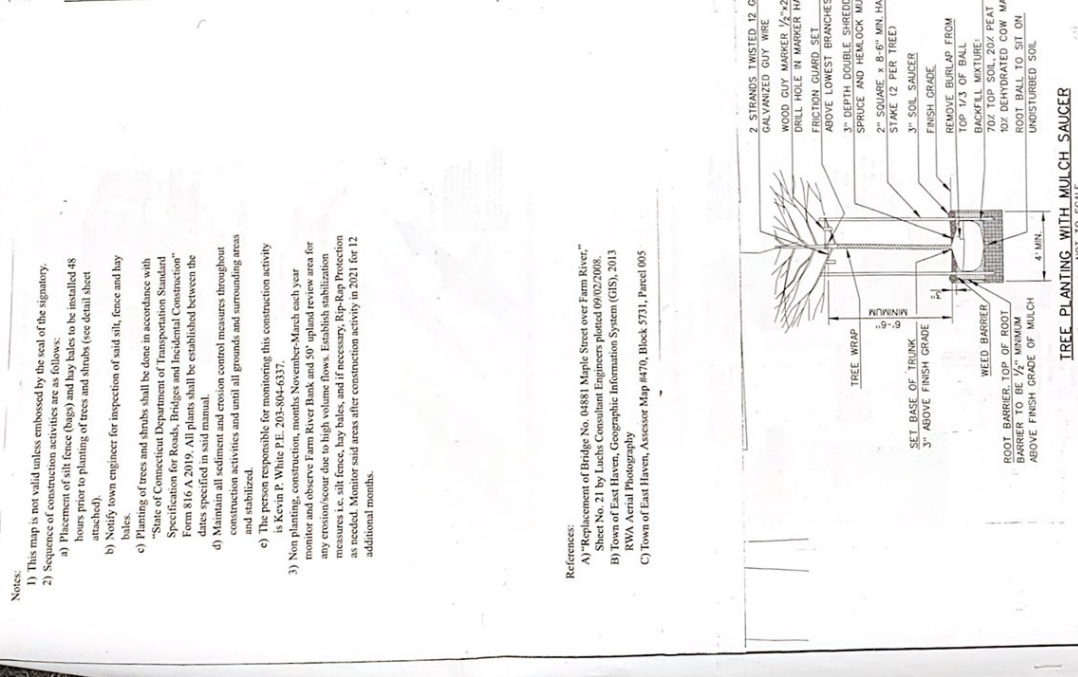 Notes:
1) This map is not valid unless embossed by the seal of the signatory.
2) Sequence of construction activities are as follows:
a) Placement of silt fence (bags) and hay bales to be installed 48
hours prior to planting of trees and shrubs (see detail sheet
attached).
b) Notify town engineer for inspection of said silt, fence and hay
bales.
c) Planting of trees and shrubs shall be done in accordance with
"State of Connecticut Department of Transportation Standard
Specification for Roads, Bridges and Incidental Construction"
Form 816 A 2019. All plants shall be established between the
dates specified in said manual.
d) Maintain all sediment and erosion control measures throughout
construction activities and until all grounds and surrounding areas
and stabilized.
e) The person responsible for monitoring this construction activity
is Kevin P. White P.E. 203-804-6337.
3) Non planting, construction, months November-March each year
monitor and observe Farm River Bank and 50' upland review area for
any erosion/scour due to high volume flows. Establish stabilization
measures i.e. silt fence, hay bales, and if necessary, Rip-Rap Protection
as needed. Monitor said areas after construction activity in 2021 for 12
additional months.
References:
A) "Replacement of Bridge No. 04881 Maple Street over Farm River,"
Sheet No. 21 by Luchs Consultant Engineers plotted 09/02/2008.
B) Town of East Haven, Geographic Information System (GIS), 2013
RWA Aerial Photography
C) Town of East Haven, Assessor Map #470, Block 5731, Parcel 005
2 STRANDS TWISTED 12 G
GALVANIZED GUY WIRE
WOOD GUY MARKER 1/2"x2
DRILL HOLE IN MARKER HA
FRICTION GUARD SET
ABOVE LOWEST BRANCHES
3" DEPTH DOUBLE SHREDD
SPRUCE AND HEMLOCK MU
2" SQUARE x 8-6" MIN. HA
STAKE (2 PER TREE)
3" SOIL SAUCER
FINISH GRADE
REMOVE BURLAP FROM
TOP 1/3 OF BALL
BACKFILL MIXTURE:
70% TOP SOIL, 20% PEAT
10% DEHYDRATED COW MA
ROOT BALL TO SIT ON
UNDISTURBED SOIL
TREE WRAP
6'-6"
MINIMUM
SET BASE OF TRUNK
3" ABOVE FINISH GRADE
3"
WEED BARRIER
ROOT BARRIER. TOP OF ROOT
BARRIER TO BE 1/2" MINIMUM
ABOVE FINISH GRADE OF MULCH
4' MIN.
TREE PLANTING WITH MULCH SAUCER
NOT TO SCALE